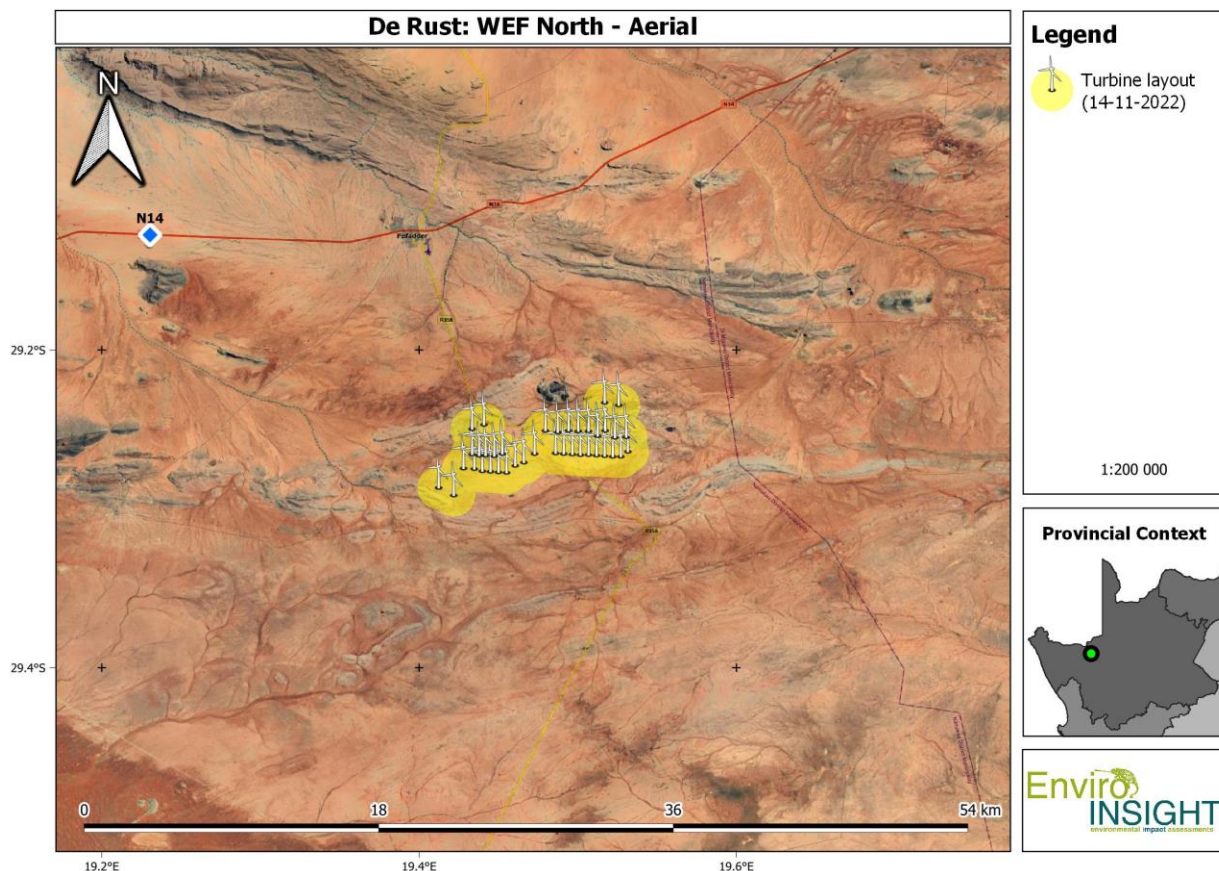 De Rust: WEF North - Aerial
N
N14
N14
N14
Pofadder
R358
R358
29.2°S
29.4°S
0
18
36
54 km
19.2°E
19.4°E
19.6°E
Legend
Turbine layout
(14-11-2022)
1:200 000
Provincial Context
Enviro
INSIGHT
environmental impact assessments